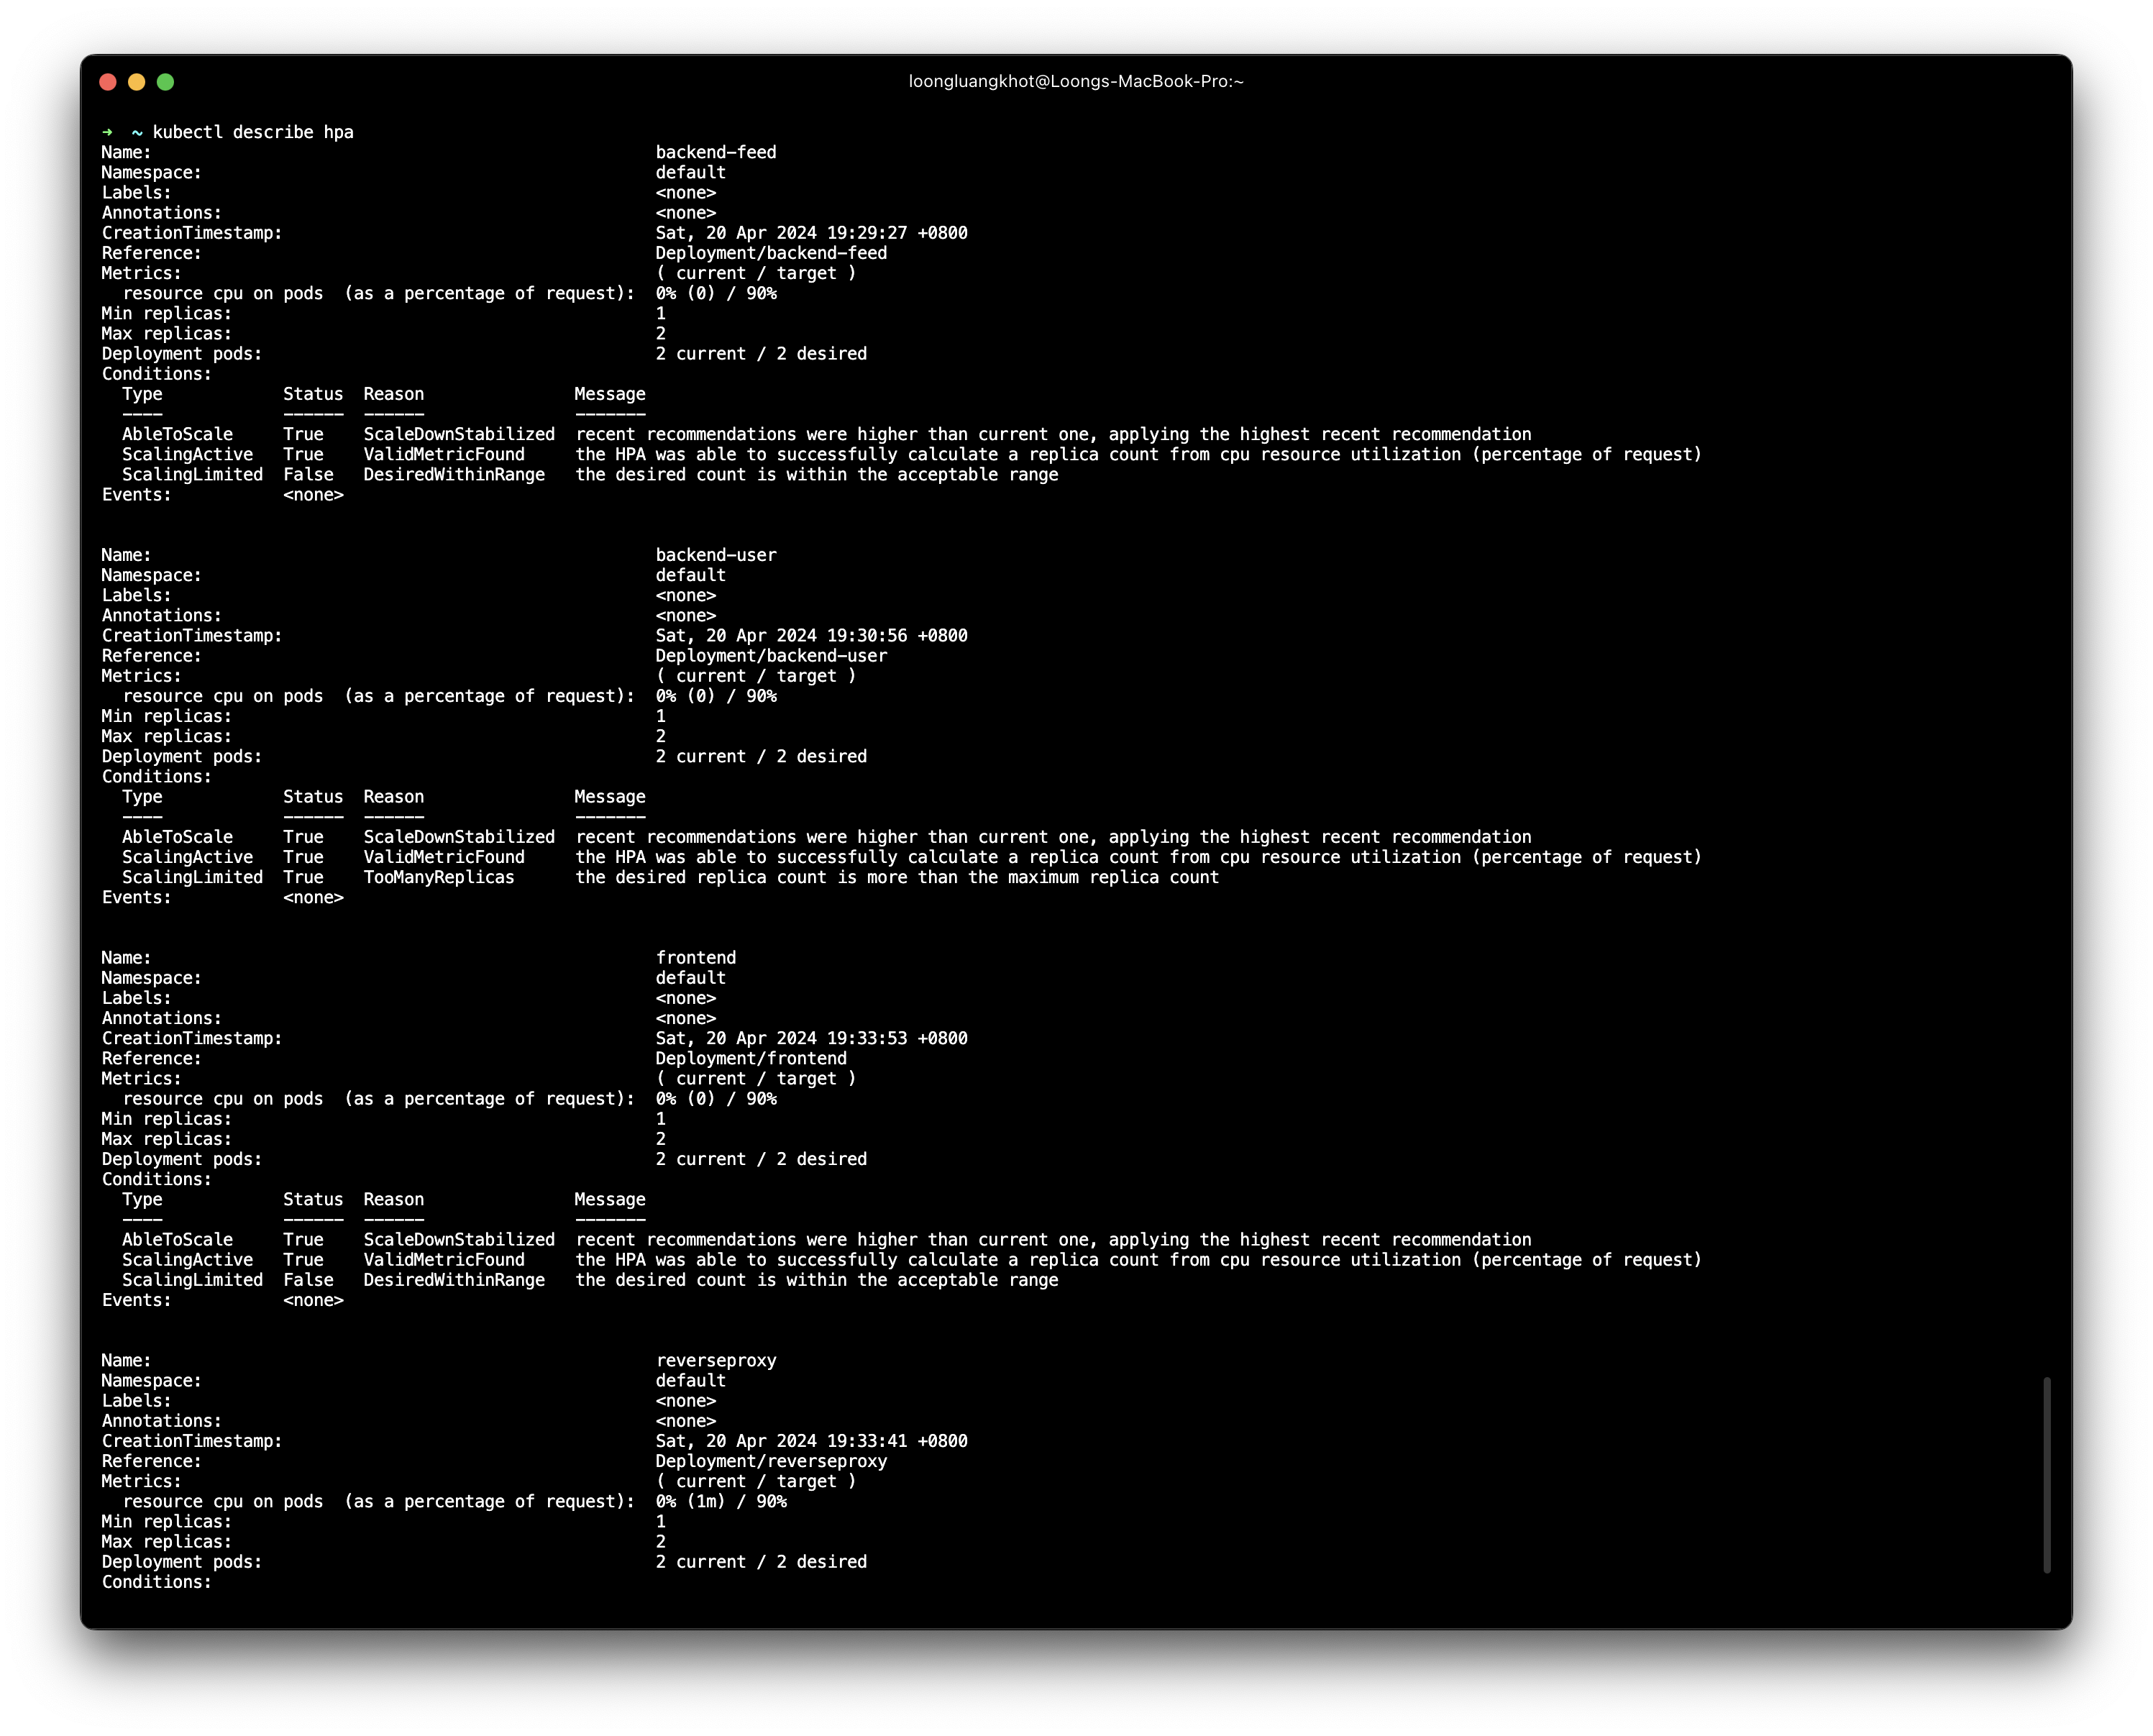 loongluangkhot@Loongs-MacBook-Pro:~
➜  ~ kubectl describe hpa
Name:                                                  backend-feed
Namespace:                                             default
Labels:                                                <none>
Annotations:                                           <none>
CreationTimestamp:                                     Sat, 20 Apr 2024 19:29:27 +0800
Reference:                                             Deployment/backend-feed
Metrics:                                               ( current / target )
  resource cpu on pods  (as a percentage of request):  0% (0) / 90%
Min replicas:                                          1
Max replicas:                                          2
Deployment pods:                                       2 current / 2 desired
Conditions:
  Type            Status  Reason               Message
  ----            ------  ------               -------
  AbleToScale     True    ScaleDownStabilized  recent recommendations were higher than current one, applying the highest recent recommendation
  ScalingActive   True    ValidMetricFound     the HPA was able to successfully calculate a replica count from cpu resource utilization (percentage of request)
  ScalingLimited  False   DesiredWithinRange   the desired count is within the acceptable range
Events:           <none>
Name:                                                  backend-user
Namespace:                                             default
Labels:                                                <none>
Annotations:                                           <none>
CreationTimestamp:                                     Sat, 20 Apr 2024 19:30:56 +0800
Reference:                                             Deployment/backend-user
Metrics:                                               ( current / target )
  resource cpu on pods  (as a percentage of request):  0% (0) / 90%
Min replicas:                                          1
Max replicas:                                          2
Deployment pods:                                       2 current / 2 desired
Conditions:
  Type            Status  Reason               Message
  ----            ------  ------               -------
  AbleToScale     True    ScaleDownStabilized  recent recommendations were higher than current one, applying the highest recent recommendation
  ScalingActive   True    ValidMetricFound     the HPA was able to successfully calculate a replica count from cpu resource utilization (percentage of request)
  ScalingLimited  True    TooManyReplicas      the desired replica count is more than the maximum replica count
Events:           <none>
Name:                                                  frontend
Namespace:                                             default
Labels:                                                <none>
Annotations:                                           <none>
CreationTimestamp:                                     Sat, 20 Apr 2024 19:33:53 +0800
Reference:                                             Deployment/frontend
Metrics:                                               ( current / target )
  resource cpu on pods  (as a percentage of request):  0% (0) / 90%
Min replicas:                                          1
Max replicas:                                          2
Deployment pods:                                       2 current / 2 desired
Conditions:
  Type            Status  Reason               Message
  ----            ------  ------               -------
  AbleToScale     True    ScaleDownStabilized  recent recommendations were higher than current one, applying the highest recent recommendation
  ScalingActive   True    ValidMetricFound     the HPA was able to successfully calculate a replica count from cpu resource utilization (percentage of request)
  ScalingLimited  False   DesiredWithinRange   the desired count is within the acceptable range
Events:           <none>
Name:                                                  reverseproxy
Namespace:                                             default
Labels:                                                <none>
Annotations:                                           <none>
CreationTimestamp:                                     Sat, 20 Apr 2024 19:33:41 +0800
Reference:                                             Deployment/reverseproxy
Metrics:                                               ( current / target )
  resource cpu on pods  (as a percentage of request):  0% (1m) / 90%
Min replicas:                                          1
Max replicas:                                          2
Deployment pods:                                       2 current / 2 desired
Conditions: